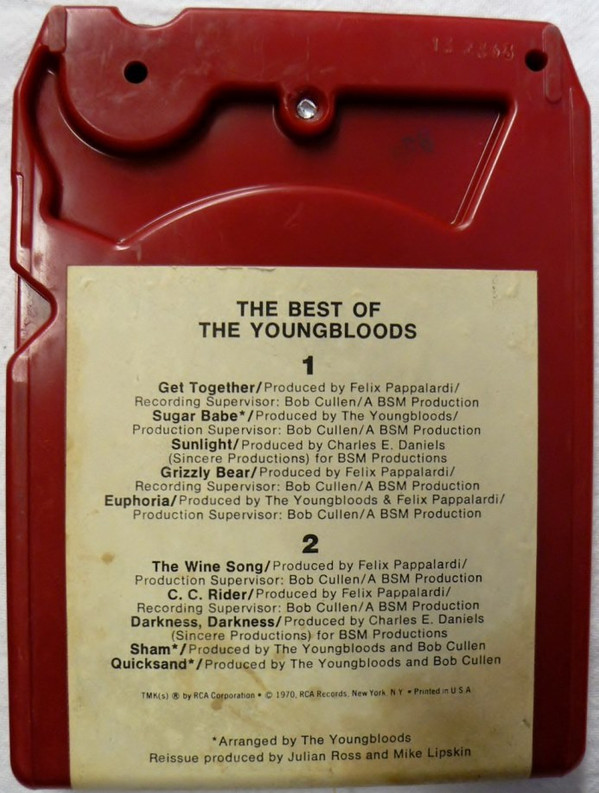 THE BEST OF
THE YOUNGBLOODS
1
Get Together/Produced by Felix Pappalardi/
Recording Supervisor: Bob Cullen/A BSM Production
Sugar Babe*/Produced by The Youngbloods/
Production Supervisor: Bob Cullen/A BSM Production
Sunlight/Produced by Charles E. Daniels
(Sincere Productions) for BSM Productions
Grizzly Bear/Produced by Felix Pappalardi/
Recording Supervisor: Bob Cullen/A BSM Production
Euphoria/Produced by The Youngbloods & Felix Pappalardi/
Production Supervisor: Bob Cullen/A BSM Production
2
The Wine Song/Produced by Felix Pappalardi/
Production Supervisor: Bob Cullen/A BSM Production
C. C. Rider/Produced by Felix Pappalardi/
Recording Supervisor: Bob Cullen/A BSM Production
Darkness, Darkness/Produced by Charles E. Daniels
(Sincere Productions) for BSM Productions
Sham*/Produced by The Youngbloods and Bob Cullen
Quicksand*/Produced by The Youngbloods and Bob Cullen
TMK(s) ® by RCA Corporation • © 1970, RCA Records, New York, N.Y. • Printed in U.S.A.
*Arranged by The Youngbloods
Reissue produced by Julian Ross and Mike Lipskin